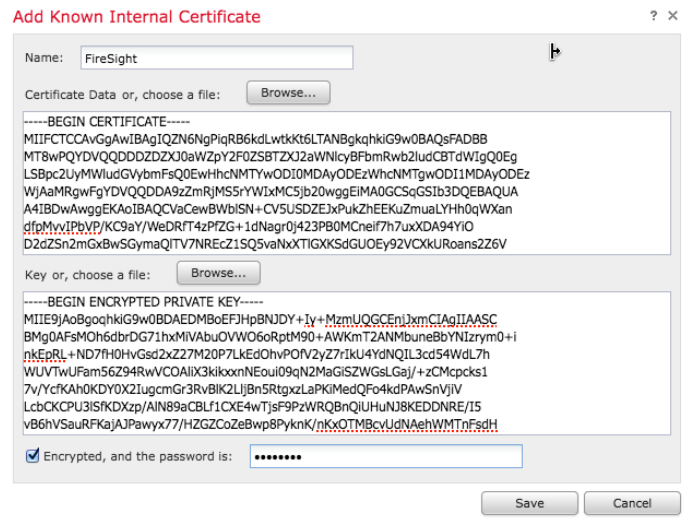 Add Known Internal Certificate
? ×
Name: FireSight
Certificate Data or, choose a file: Browse...
-----BEGIN CERTIFICATE-----
MIIFCTCCAvGgAwIBAgIQZN6NgPiqRB6kdLwtkKt6LTANBgkqhkiG9w0BAQsFADBB
MT8wPQYDVQQDDDZDZXJ0aWZpY2F0ZSBTZXJ2aWNlcyBFbmRwb2ludCBTdWIgQ0Eg
LSBpc2UyMWludGVybmFsQ0EwHhcNMTYwODI0MDAyODEzWhcNMTgwODI1MDAyODEz
WjAaMRgwFgYDVQQDDA9zZmRjMS5rYWIxMC5jb20wggEiMA0GCSqGSIb3DQEBAQUA
A4IBDwAwggEKAoIBAQCVaCewBWblSN+CV5USDZEJxPukZhEEKuZmuaLYHh0qWXan
dfpMvvIPbVP/KC9aY/WeDRfT4zPfZG+1dNagr0j423PB0MCneif7h7uxXDA94YiO
D2dZSn2mGxBwSGymaQlTV7NREcZ1SQ5vaNxXTlGXKSdGUOEy92VCXkURoans2Z6V
Key or, choose a file: Browse...
-----BEGIN ENCRYPTED PRIVATE KEY-----
MIIE9jAoBgoqhkiG9w0BDAEDMBoEFJHpBNJDY+Iy+MzmUQGCEnjJxmCIAgIIAASC
BMg0AFsMOh6dbrDG71hxMiVAbuOVWO6oRptM90+AWKmT2ANMbuneBbYNIzrym0+i
nkEpRL+ND7fH0HvGsd2xZ27M20P7LkEdOhvPOfV2yZ7rIkU4YdNQIL3cd54WdL7h
WUVTwUFam56Z94RwVCOAliX3kikxxnNEoui09qN2MaGiSZWGsLGaj/+zCMcpcks1
7v/YcfKAh0KDY0X2IugcmGr3RvBlK2LljBn5RtgxzLaPKiMedQFo4kdPAwSnVjiV
LcbCKCPU3lSfKDXzp/AlN89aCBLf1CXE4wTjsF9PzWRQBnQiUHuNJ8KEDDNRE/I5
vB6hVSauRFKajAJPawyx77/HZGZCoZeBwp8PyknK/nKxOTMBcvUdNAehWMTnFsdH
Encrypted, and the password is: ••••••••
Save Cancel